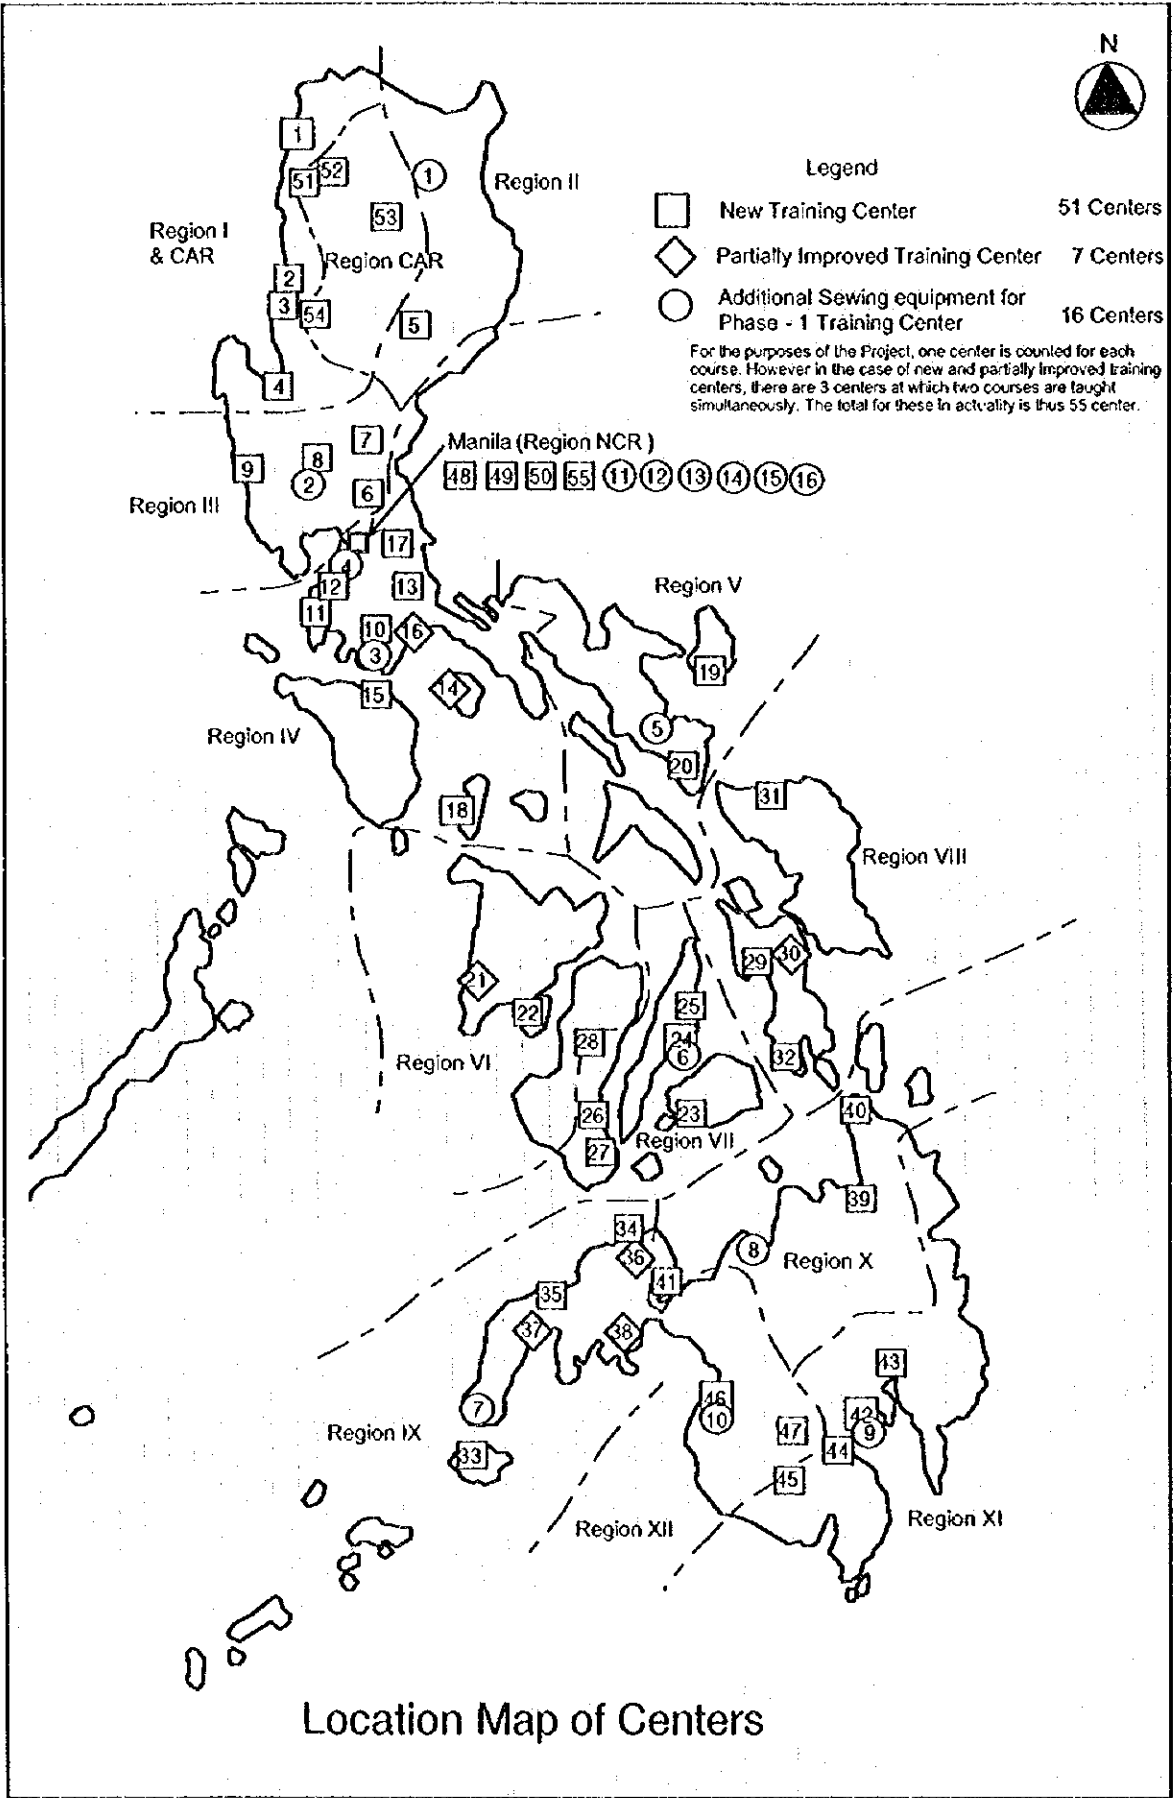 N
1
Legend
51 52
1
Region II
New Training Center 51 Centers
53
Region I
& CAR
Region CAR
Partially Improved Training Center 7 Centers
2
3
54
5
Additional Sewing equipment for
Phase - 1 Training Center 16 Centers
For the purposes of the Project, one center is counted for each
course. However in the case of new and partially improved training
centers, there are 3 centers at which two courses are taught
simultaneously. The total for these in actuality is thus 55 center.
4
7
Manila (Region NCR)
9
8
2
48 49 50 55 11 12 13 14 15 16
6
Region III
17
4
12
13
Region V
11
10
16
3
19
15
14
5
Region IV
20
18
31
Region VIII
29 30
21
22
25
28
24
6
Region VI
32
26
23
40
27
Region VII
39
34
36
8
Region X
41
35
37
38
43
46
10
7
42
9
47
Region IX
33
44
45
Region XII
Region XI
Location Map of Centers